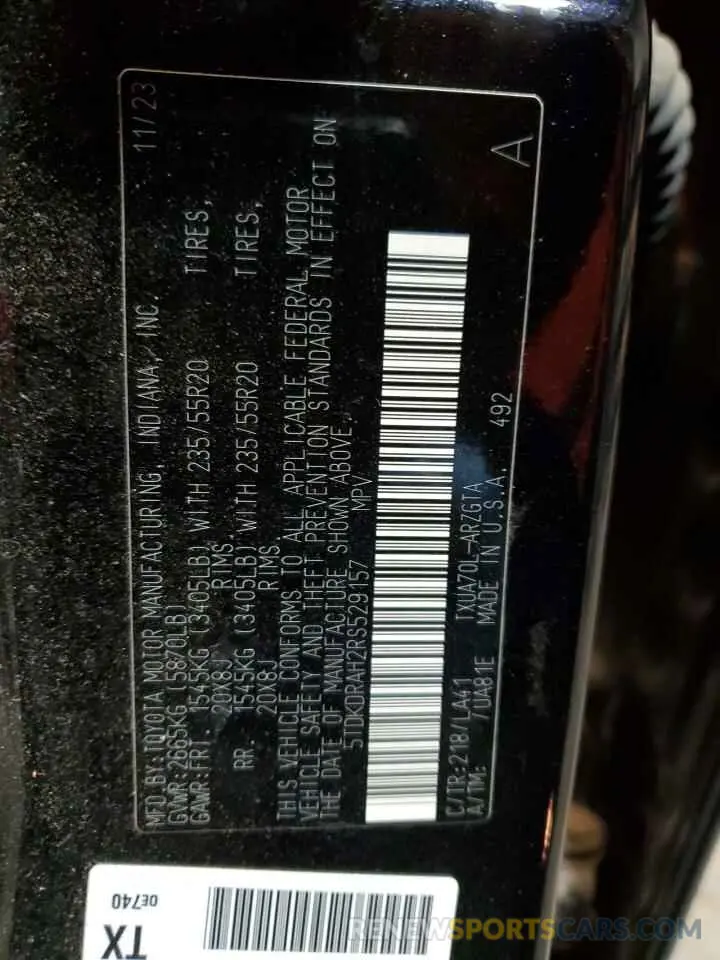 MFD.BY:TOYOTA MOTOR MANUFACTURING, INDIANA, INC. 11/23
GVWR:2665KG(5870LB)
GAWR:FRT. 1545KG(3405LB)WITH 235/55R20 TIRES,
20X8J RIMS,
RR. 1545KG(3405LB)WITH 235/55R20 TIRES,
20X8J RIMS.
THIS VEHICLE CONFORMS TO ALL APPLICABLE FEDERAL MOTOR
VEHICLE SAFETY AND THEFT PREVENTION STANDARDS IN EFFECT ON
THE DATE OF MANUFACTURE SHOWN ABOVE.
5TDKDRAH2RS529157 MPV
C/TR:218/LA41 TXUA70L-ARZGTA
A/TM: /UA81E MADE IN U.S.A. 492
A
TX
OE740
RENEWSPORTSCARS.COM